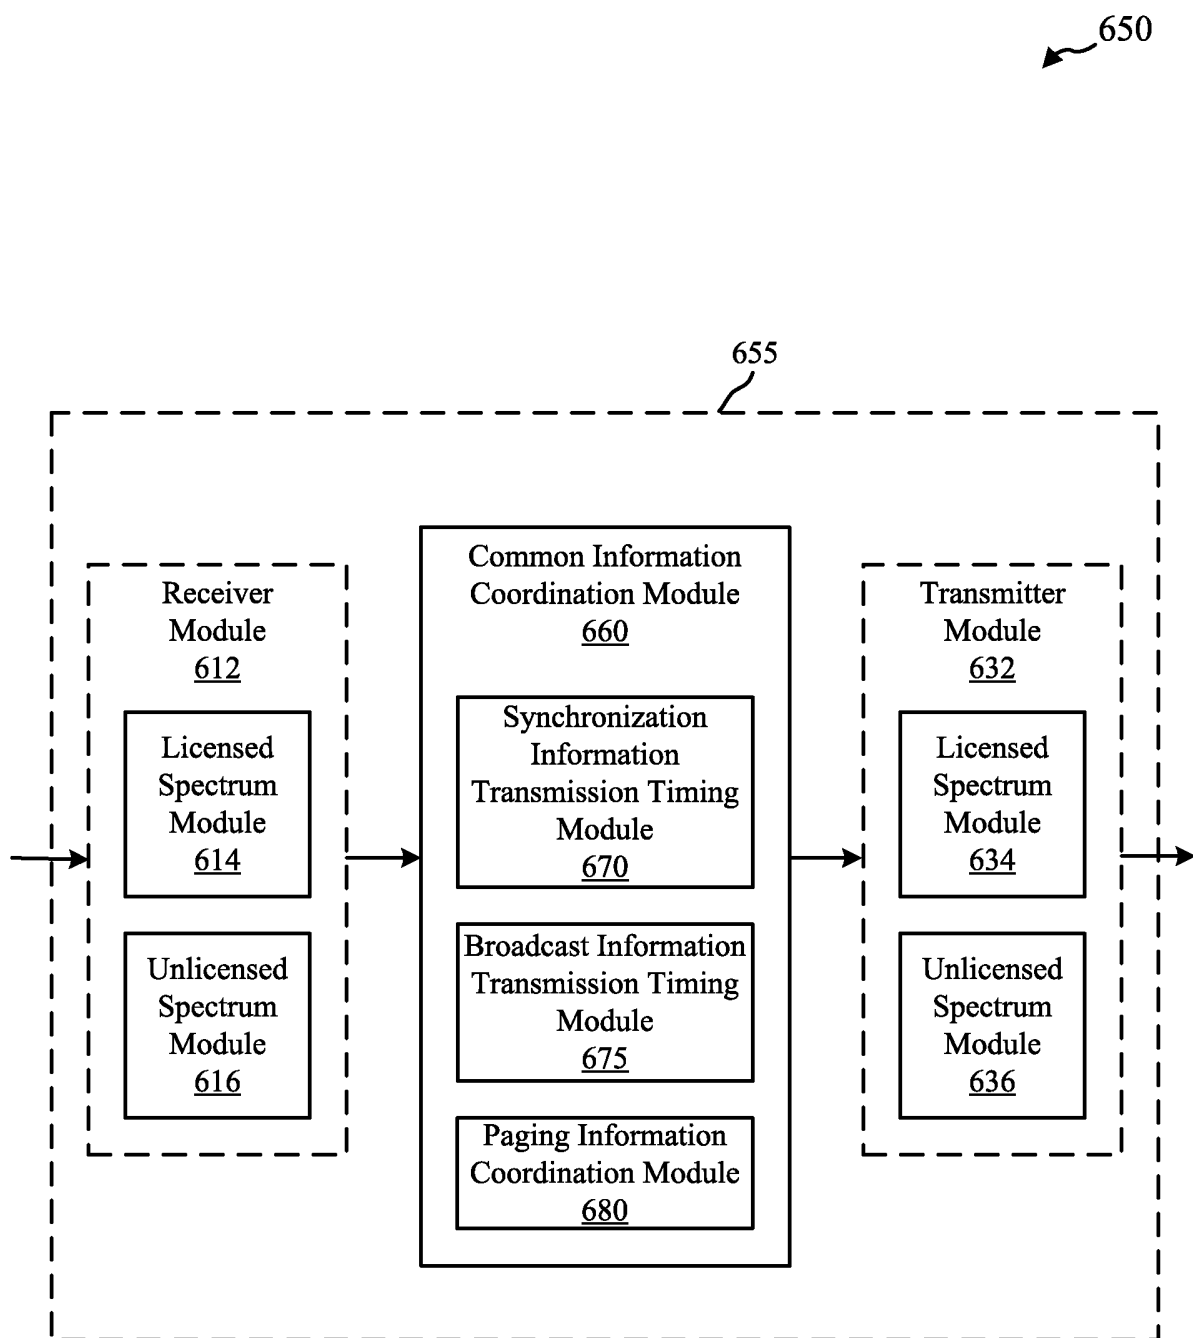 650
655
Receiver
Module
612
Licensed
Spectrum
Module
614
Unlicensed
Spectrum
Module
616
Common Information
Coordination Module
660
Synchronization
Information
Transmission Timing
Module
670
Broadcast Information
Transmission Timing
Module
675
Paging Information
Coordination Module
680
Transmitter
Module
632
Licensed
Spectrum
Module
634
Unlicensed
Spectrum
Module
636